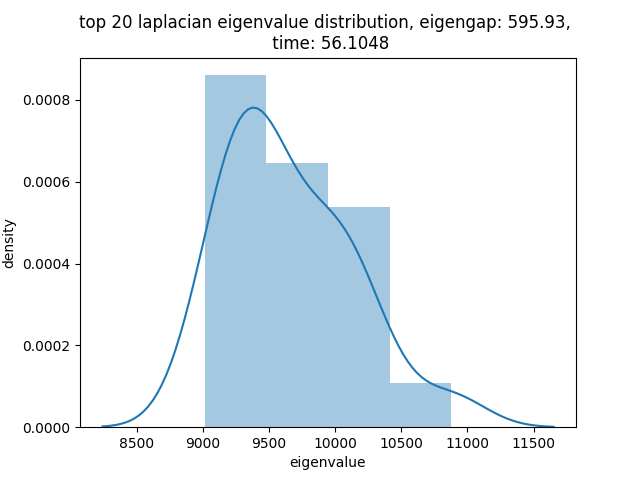 top 20 laplacian eigenvalue distribution, eigengap: 595.93,
time: 56.1048
0.0008
0.0006
0.0004
0.0002
0.0000
density
8500 9000 9500 10000 10500 11000 11500
eigenvalue